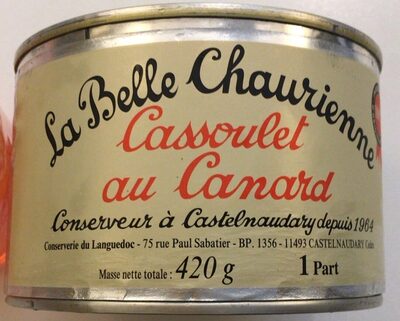 La Belle Chaurienne
Cassoulet
au Canard
Conserveur à Castelnaudary depuis 1964
Conserverie du Languedoc - 75 rue Paul Sabatier - BP. 1356 - 11493 CASTELNAUDARY Cedex
Masse nette totale : 420 g 1 Part